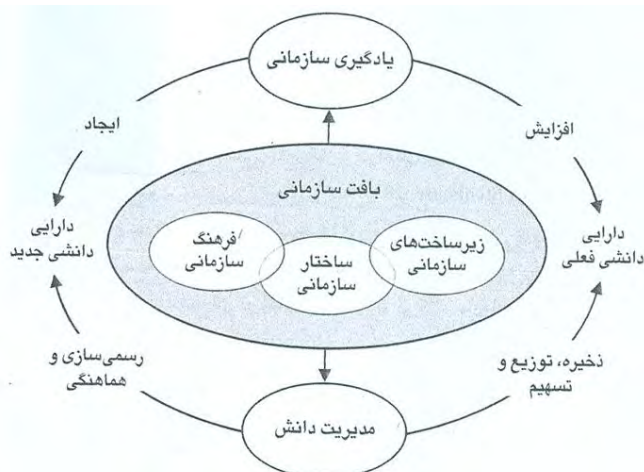 یادگیری سازمانی
ایجاد
افزایش
بافت سازمانی
زیرساخت‌های
سازمانی
ساختار
سازمانی
فرهنگ
سازمانی
دارایی
دانشی فعلی
دارایی
دانشی جدید
ذخیره، توزیع و
تسهیم
رسمی‌سازی و
هماهنگی
مدیریت دانش